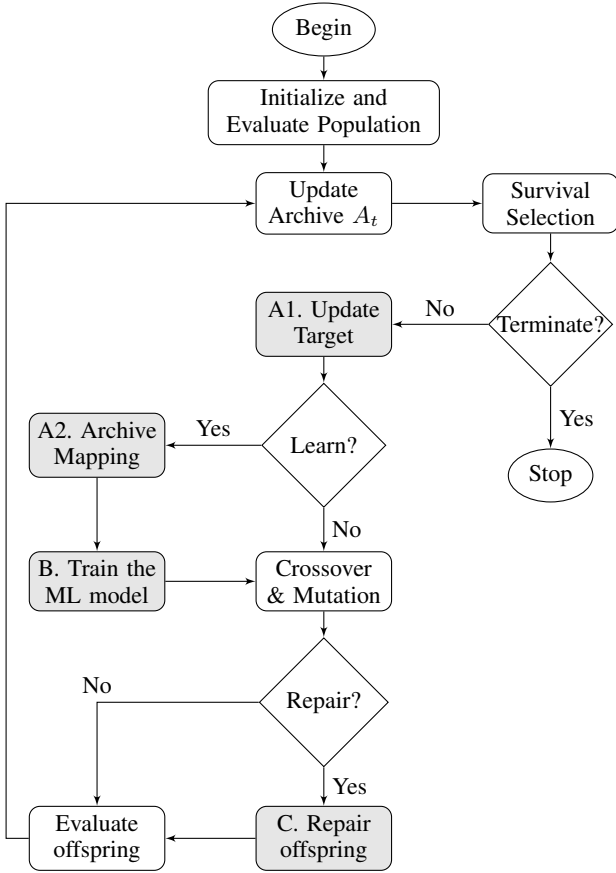 Begin
Initialize and
Evaluate Population
Update
Archive A_t
Survival
Selection
Terminate?
No
Yes
Stop
A1. Update
Target
Learn?
Yes
No
A2. Archive
Mapping
B. Train the
ML model
Crossover
& Mutation
Repair?
No
Yes
C. Repair
offspring
Evaluate
offspring